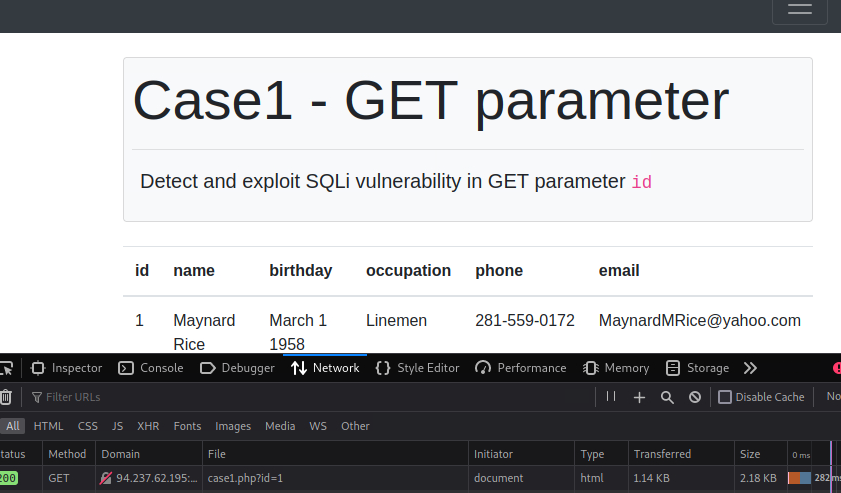 Case1 - GET parameter
Detect and exploit SQLi vulnerability in GET parameter id
id name birthday occupation phone email
1 Maynard March 1 Linemen 281-559-0172 MaynardMRice@yahoo.com
Rice 1958
Inspector Console Debugger Network Style Editor Performance Memory Storage
Filter URLs Disable Cache No
All HTML CSS JS XHR Fonts Images Media WS Other
tatus Method Domain File Initiator Type Transferred Size 0 ms
200 GET 94.237.62.195:... case1.php?id=1 document html 1.14 KB 2.18 KB 282 ms